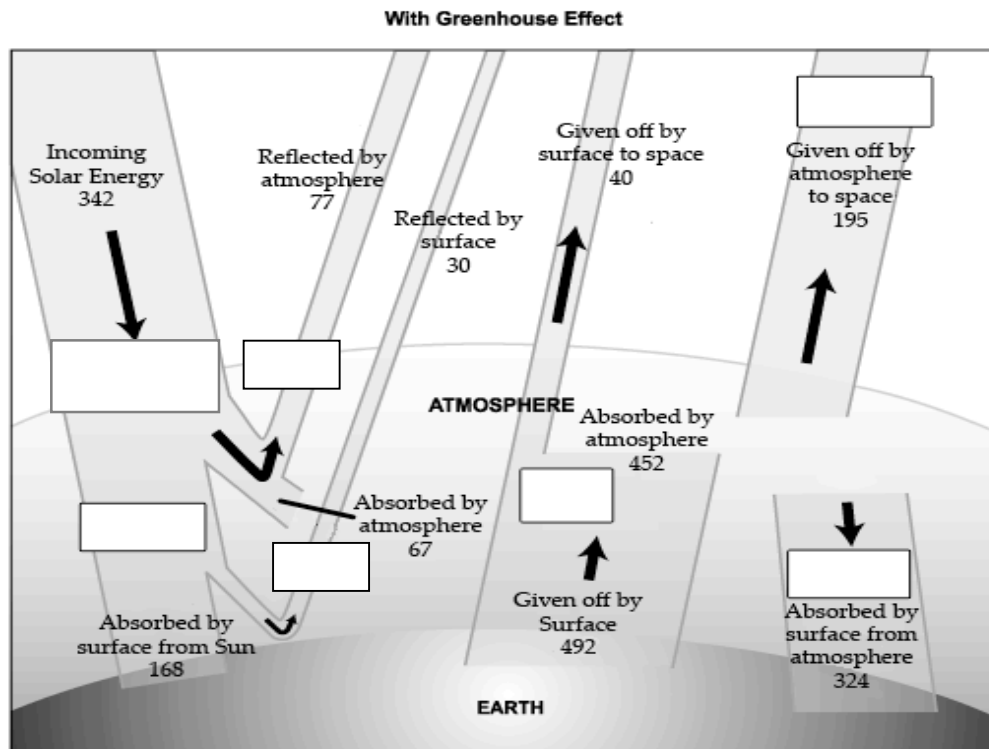 With Greenhouse Effect
Incoming
Solar Energy
342
Reflected by
atmosphere
77
Reflected by
surface
30
Given off by
surface to space
40
Given off by
atmosphere
to space
195
ATMOSPHERE
Absorbed by
atmosphere
452
Absorbed by
atmosphere
67
Absorbed by
surface from Sun
168
Given off by
Surface
492
Absorbed by
surface from
atmosphere
324
EARTH